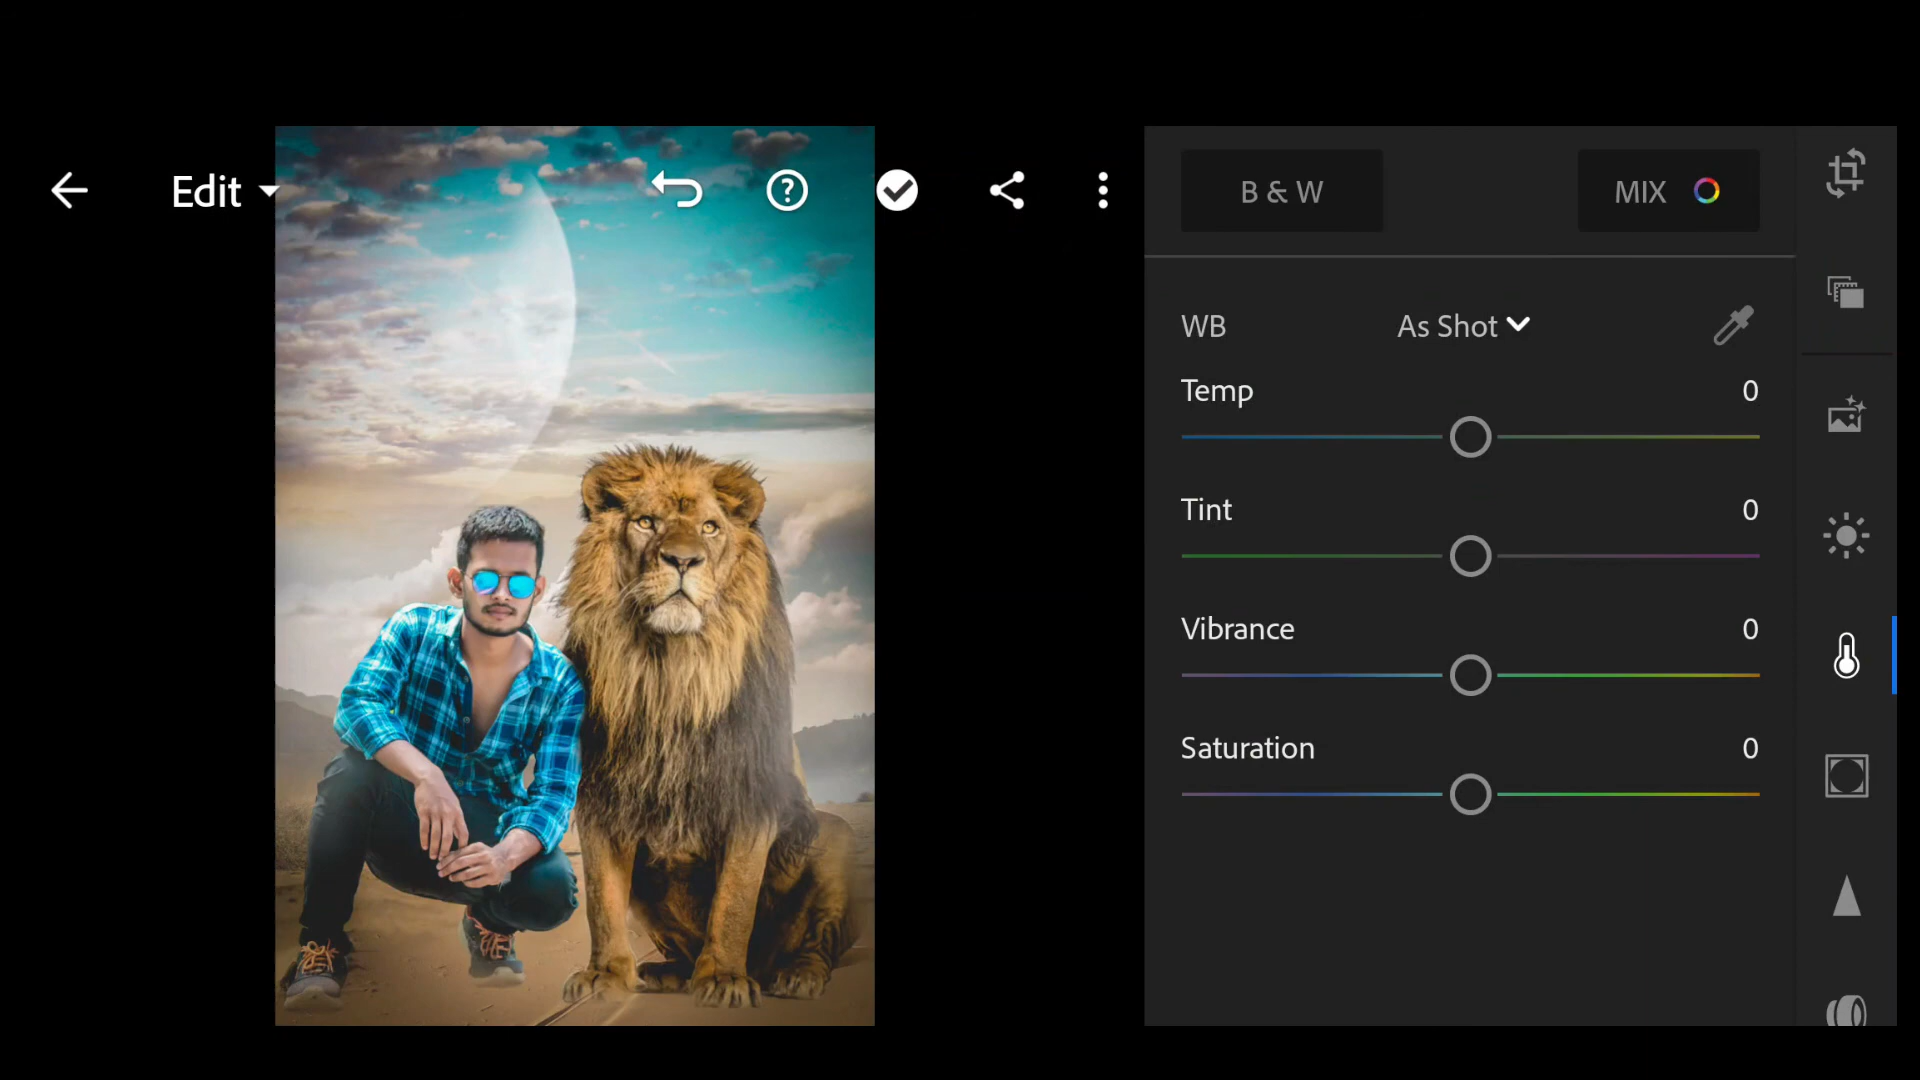 Edit
B & W
MIX
WB
As Shot
Temp
0
Tint
0
Vibrance
0
Saturation
0